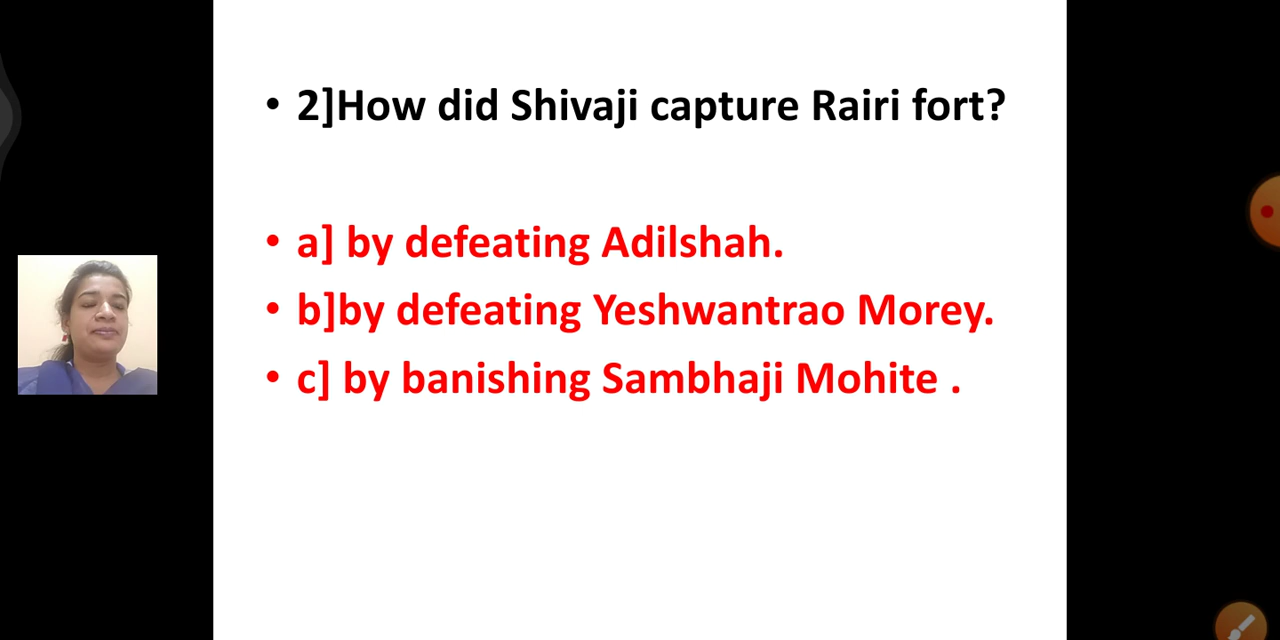 • 2]How did Shivaji capture Rairi fort?
• a] by defeating Adilshah.
• b]by defeating Yeshwantrao Morey.
• c] by banishing Sambhaji Mohite .